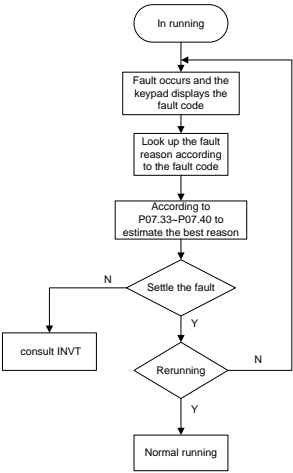 In running
Fault occurs and the
keypad displays the
fault code
Look up the fault
reason according
to the fault code
According to
P07.33~P07.40 to
estimate the best reason
N
Settle the fault
Y
consult INVT
N
Rerunning
Y
Normal running